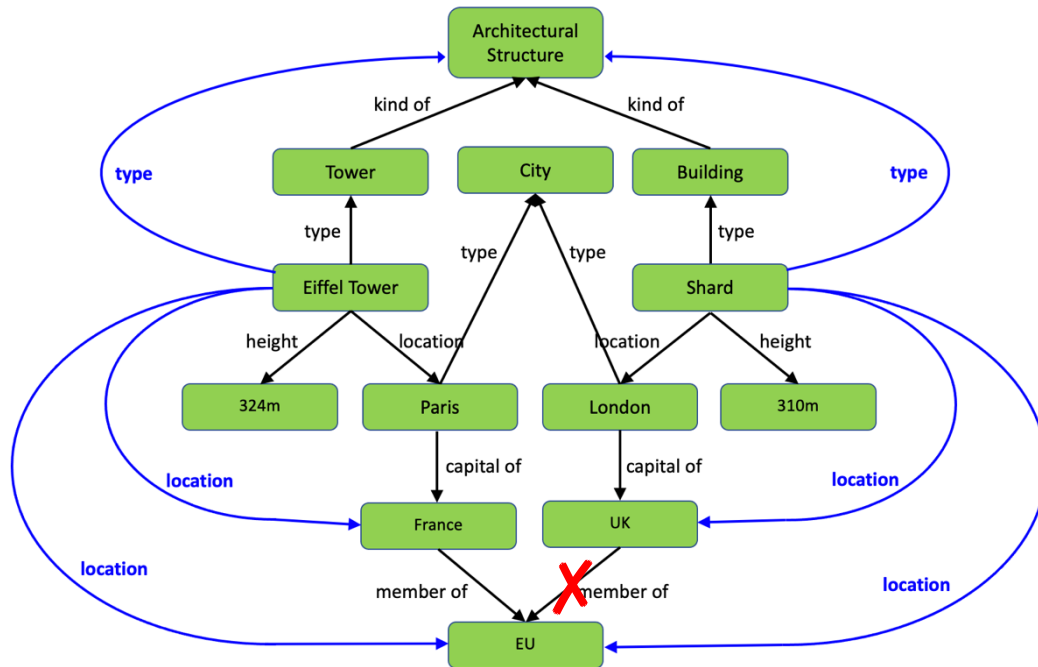 Architectural
Structure
kind of
kind of
type
type
Tower
City
Building
type
type
type
type
Eiffel Tower
Shard
height
location
location
height
324m
Paris
London
310m
capital of
capital of
location
location
France
UK
location
member of
member of
location
EU